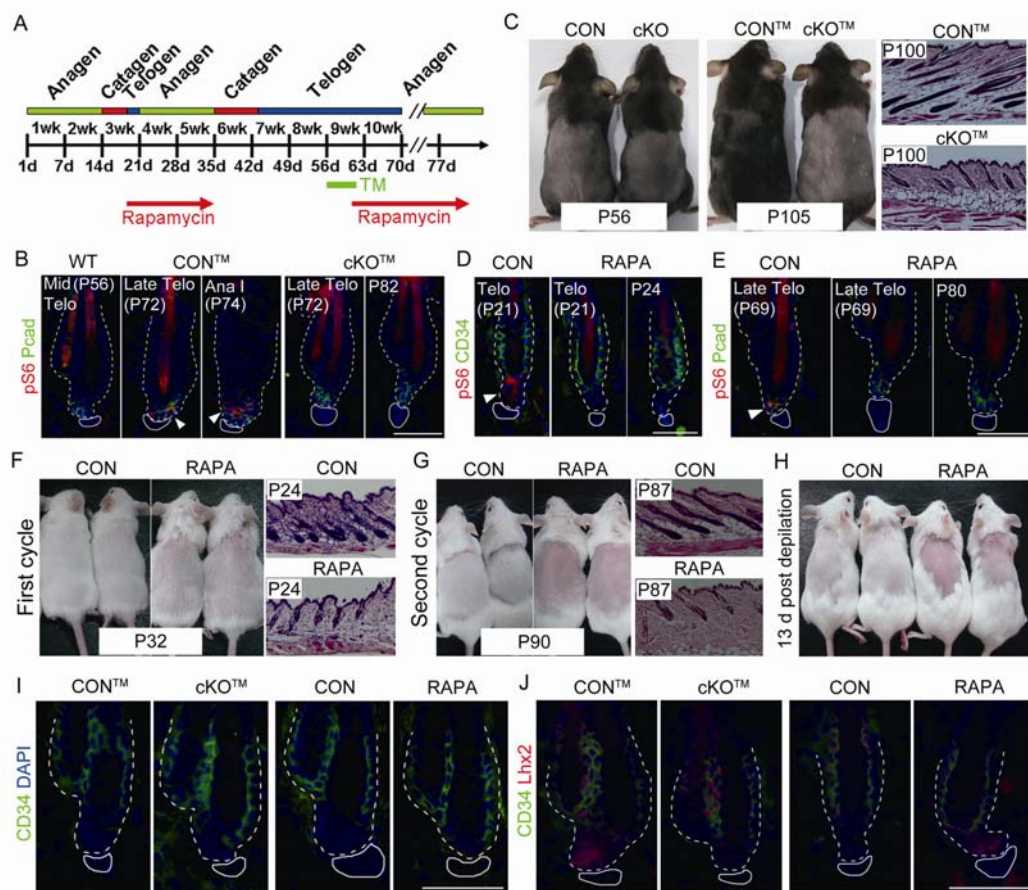 A
Anagen Catagen Telogen Anagen Catagen Telogen Anagen
1wk 2wk 3wk 4wk 5wk 6wk 7wk 8wk 9wk 10wk
1d 7d 14d 21d 28d 35d 42d 49d 56d 63d 70d 77d
TM
Rapamycin Rapamycin
C
CON cKO CON™ cKO™ CON™
P100
cKO™
P100
P56 P105
B
WT CON™ cKO™
Mid (P56) Telo
Late Telo (P72)
Ana I (P74)
Late Telo (P72)
P82
pS6 Pcad
D
CON RAPA
Telo (P21)
Telo (P21)
P24
pS6 CD34
E
CON RAPA
Late Telo (P69)
Late Telo (P69)
P80
pS6 Pcad
F
CON RAPA CON
First cycle
P24
RAPA
P24
P32
G
CON RAPA CON
Second cycle
P87
RAPA
P87
P90
H
CON RAPA
13 d post depilation
I
CON™ cKO™ CON RAPA
CD34 DAPI
J
CON™ cKO™ CON RAPA
CD34 Lhx2